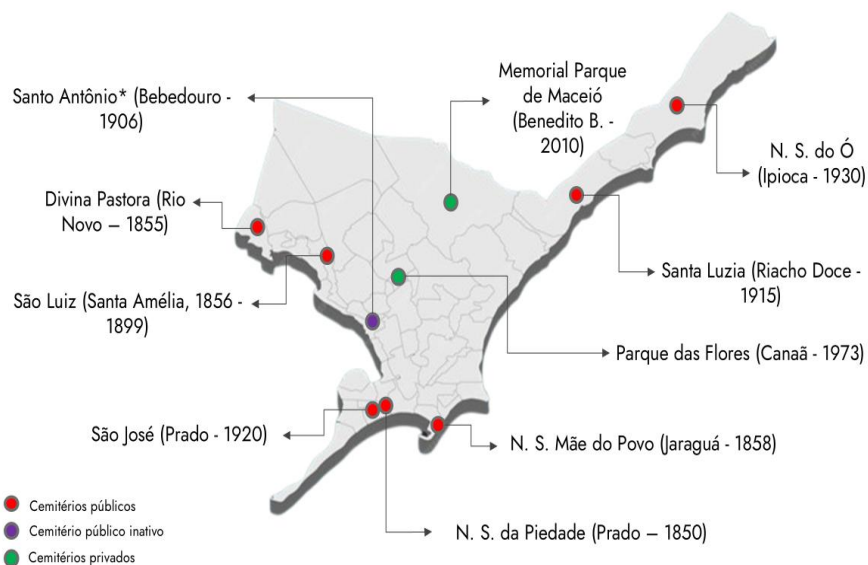 Santo Antônio* (Bebedouro -
1906)
Memorial Parque
de Maceió
(Benedito B. -
2010)
N. S. do Ó
(Ipioca - 1930)
Divina Pastora (Rio
Novo – 1855)
Santa Luzia (Riacho Doce -
1915)
São Luiz (Santa Amélia, 1856 -
1899)
Parque das Flores (Canaã - 1973)
São José (Prado - 1920)
N. S. Mãe do Povo (Jaraguá - 1858)
N. S. da Piedade (Prado – 1850)
Cemitérios públicos
Cemitério público inativo
Cemitérios privados